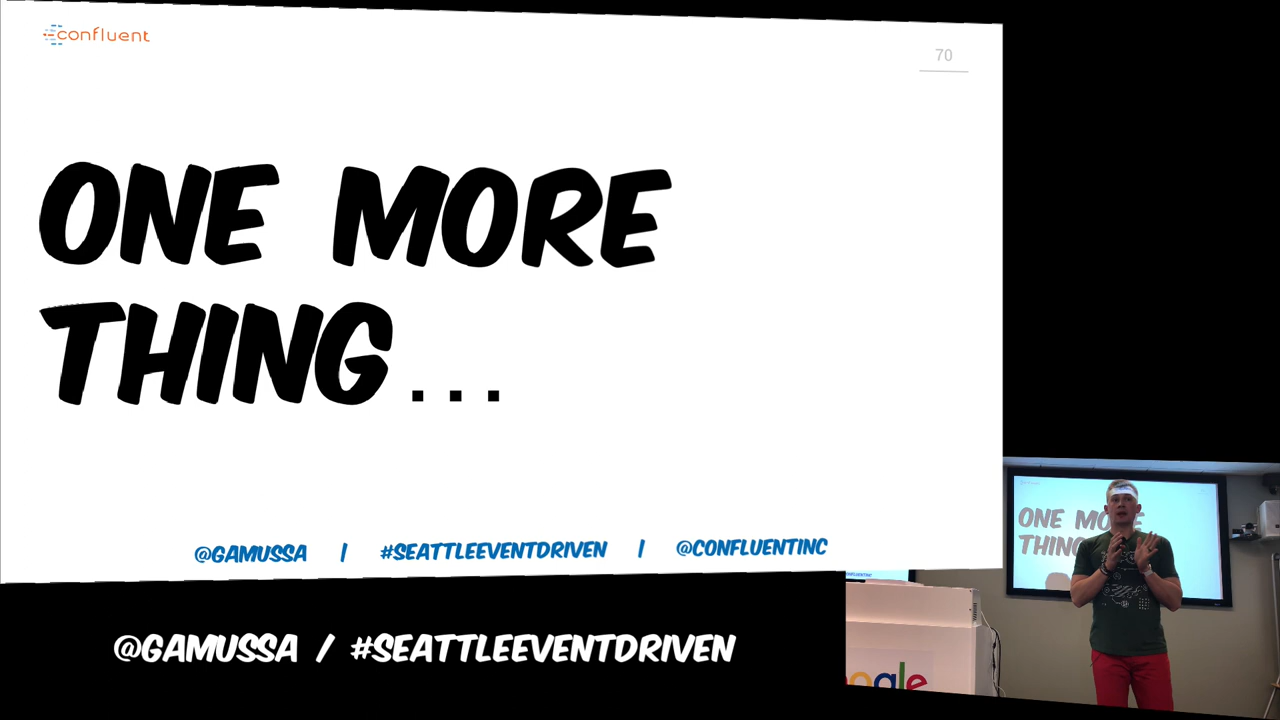 confluent
70
ONE MORE
THING...
@GAMUSSA | #SEATTLEEVENTDRIVEN | @CONFLUENTINC
@GAMUSSA / #SEATTLEEVENTDRIVEN
ONE MORE
THING